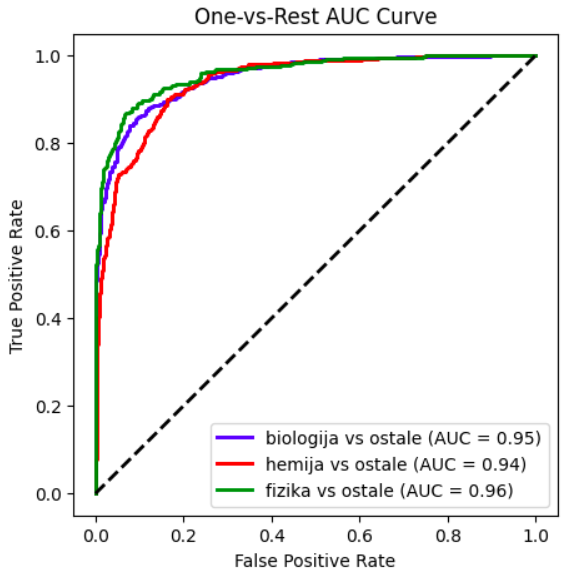 One-vs-Rest AUC Curve
True Positive Rate
1.0
0.8
0.6
0.4
0.2
0.0
biologija vs ostale (AUC = 0.95)
hemija vs ostale (AUC = 0.94)
fizika vs ostale (AUC = 0.96)
0.0 0.2 0.4 0.6 0.8 1.0
False Positive Rate